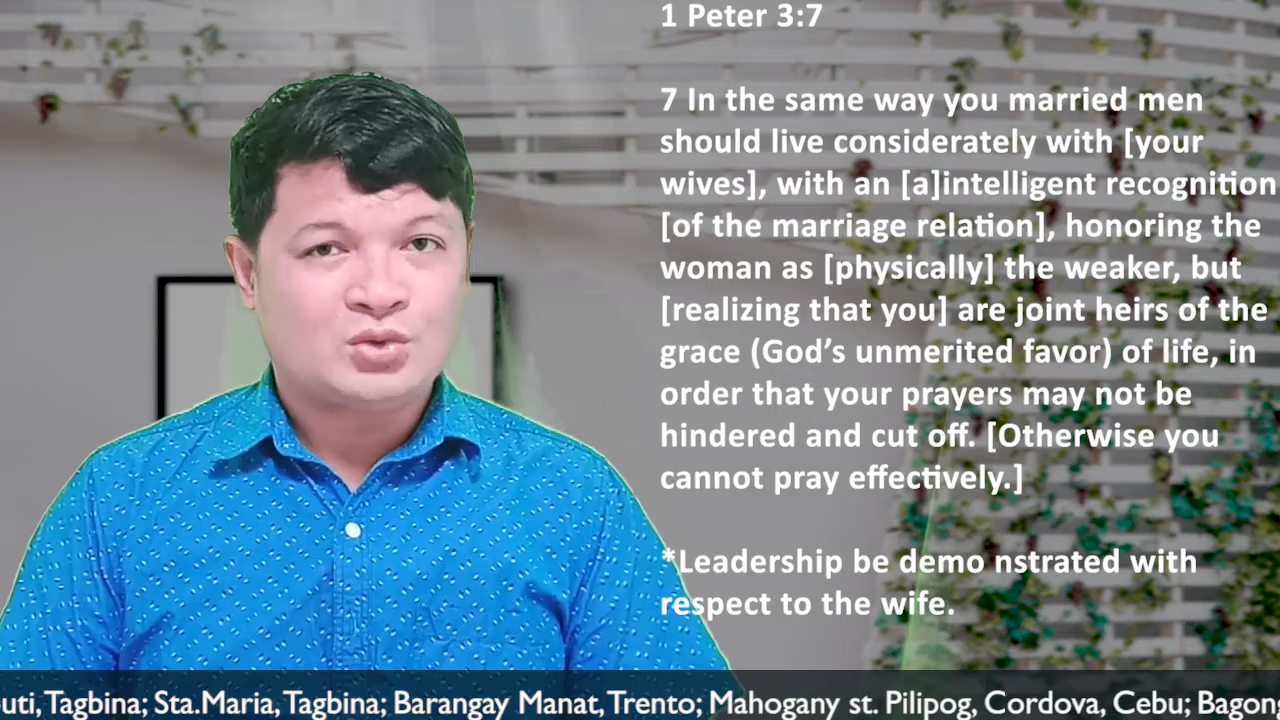 1 Peter 3:7
7 In the same way you married men
should live considerately with [your
wives], with an [a]intelligent recognition
[of the marriage relation], honoring the
woman as [physically] the weaker, but
[realizing that you] are joint heirs of the
grace (God’s unmerited favor) of life, in
order that your prayers may not be
hindered and cut off. [Otherwise you
cannot pray effectively.]
*Leadership be demo nstrated with
respect to the wife.
Tagbina; Sta.Maria, Tagbina; Barangay Manat, Trento; Mahogany st. Pilipog, Cordova, Cebu;